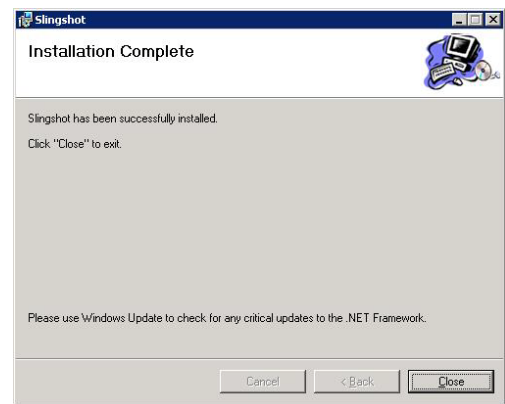 Slingshot
Installation Complete
Slingshot has been successfully installed.
Click "Close" to exit.
Please use Windows Update to check for any critical updates to the .NET Framework.
Cancel
< Back
Close